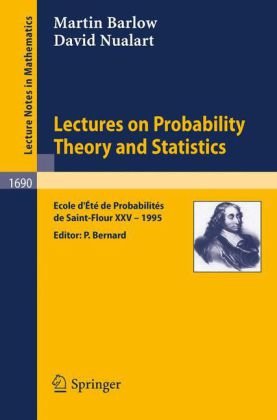 Martin Barlow
David Nualart
Lecture Notes in Mathematics
1690
Lectures on Probability
Theory and Statistics
Ecole d'Été de Probabilités
de Saint-Flour XXV – 1995
Editor: P. Bernard
Springer